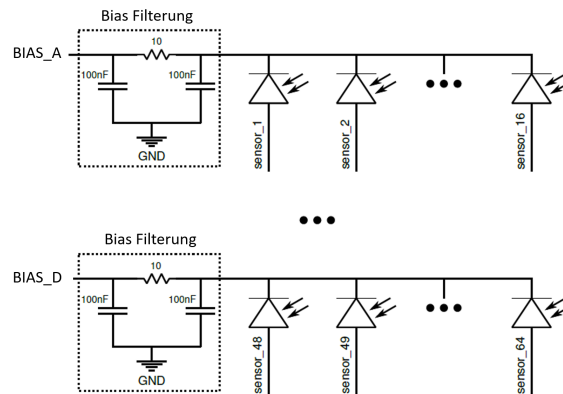 Bias Filterung
BIAS_A
10
100nF
100nF
GND
sensor_1
sensor_2
sensor_16
Bias Filterung
BIAS_D
10
100nF
100nF
GND
sensor_48
sensor_49
sensor_64